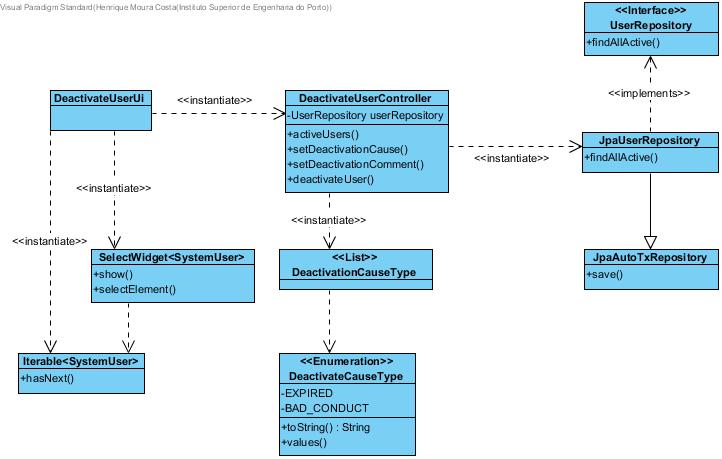 Visual Paradigm Standard(Henrique Moura Costa(Instituto Superior de Engenharia do Porto))
<<Interface>>
UserRepository
+findAllActive()
<<implements>>
DeactivateUserUi
<<instantiate>>
DeactivateUserController
-UserRepository userRepository
+activeUsers()
+setDeactivationCause()
+setDeactivationComment()
+deactivateUser()
<<instantiate>>
JpaUserRepository
+findAllActive()
<<instantiate>>
<<instantiate>>
<<instantiate>>
SelectWidget<SystemUser>
+show()
+selectElement()
<<List>>
DeactivationCauseType
JpaAutoTxRepository
+save()
Iterable<SystemUser>
+hasNext()
<<Enumeration>>
DeactivateCauseType
-EXPIRED
-BAD_CONDUCT
+toString() : String
+values()